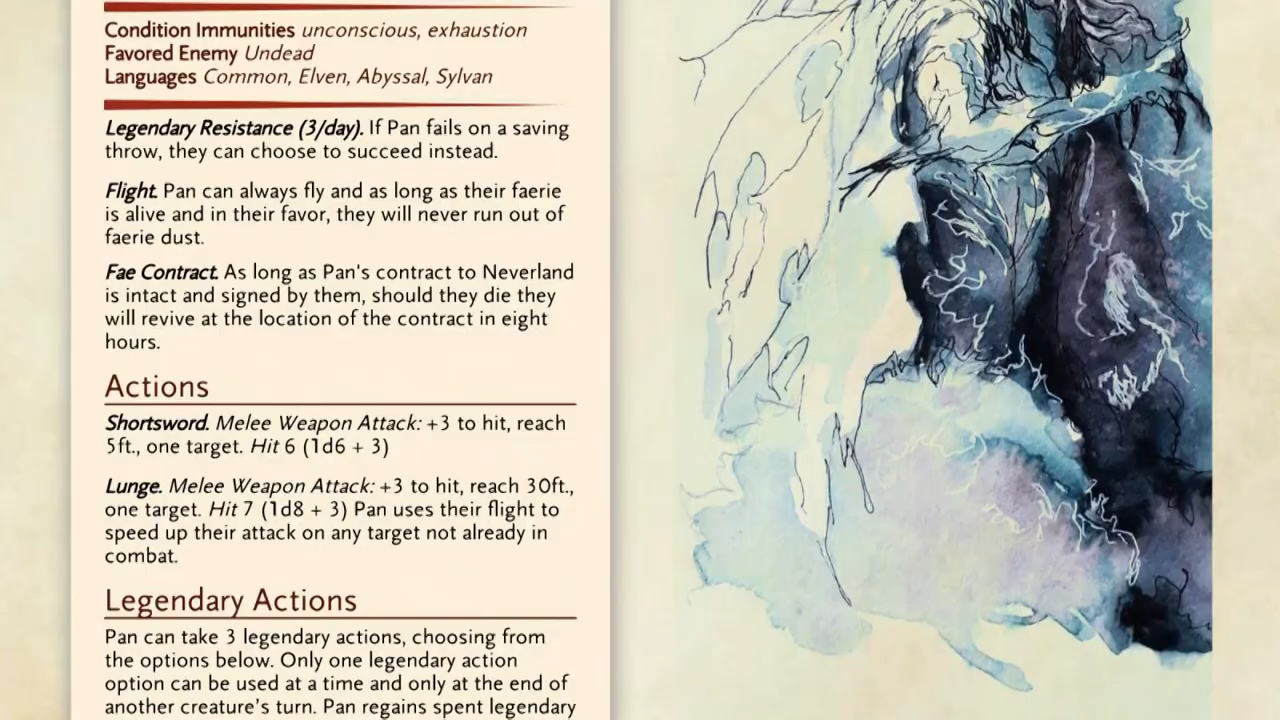 Condition Immunities unconscious, exhaustion
Favored Enemy Undead
Languages Common, Elven, Abyssal, Sylvan
Legendary Resistance (3/day). If Pan fails on a saving
throw, they can choose to succeed instead.
Flight. Pan can always fly and as long as their faerie
is alive and in their favor, they will never run out of
faerie dust.
Fae Contract. As long as Pan's contract to Neverland
is intact and signed by them, should they die they
will revive at the location of the contract in eight
hours.
Actions
Shortsword. Melee Weapon Attack: +3 to hit, reach
5ft., one target. Hit 6 (1d6 + 3)
Lunge. Melee Weapon Attack: +3 to hit, reach 30ft.,
one target. Hit 7 (1d8 + 3) Pan uses their flight to
speed up their attack on any target not already in
combat.
Legendary Actions
Pan can take 3 legendary actions, choosing from
the options below. Only one legendary action
option can be used at a time and only at the end of
another creature's turn. Pan regains spent legendary